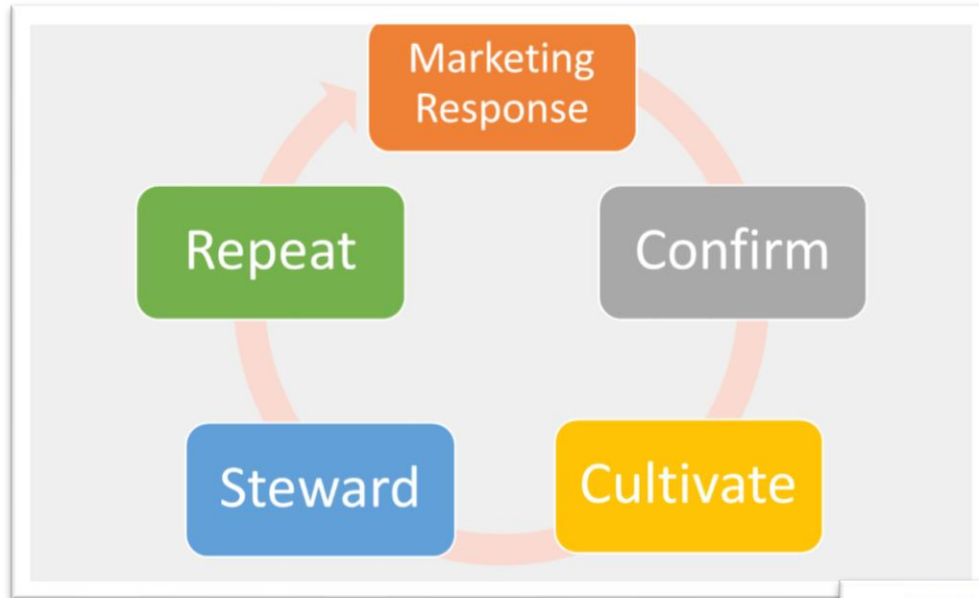 Marketing
Response
Confirm
Cultivate
Steward
Repeat